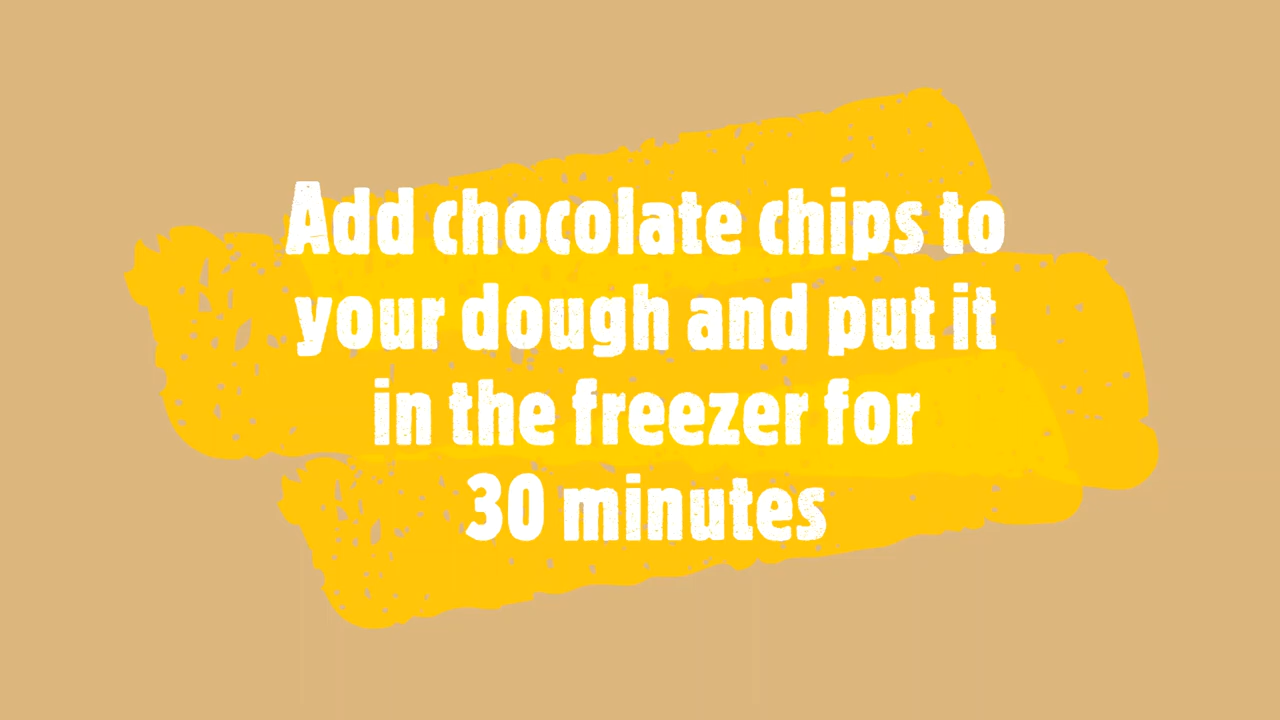 Add chocolate chips to
your dough and put it
in the freezer for
30 minutes